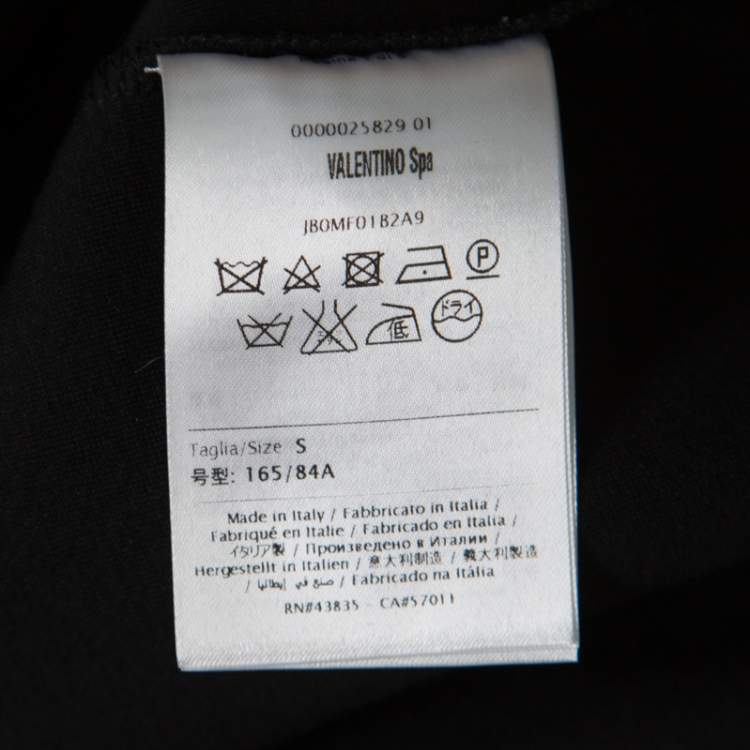 0000025829 01
VALENTINO Spa
JB0MF01B2A9
P
低 ドライ
Taglia/Size S
号型: 165/84A
Made in Italy / Fabbricato in Italia /
Fabriqué en Italie / Fabricado en Italia /
イタリア製 / Произведено в Италии /
Hergestellt in Italien / 意大利制造 / 義大利製造
/ صنع في إيطاليا / Fabricado na Itália
RN#43835 - CA#57011